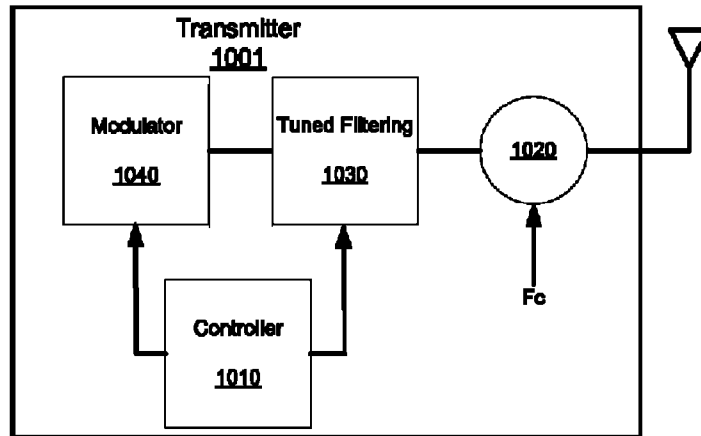 Transmitter
1001
Modulator
1040
Tuned Filtering
1030
1020
Fc
Controller
1010